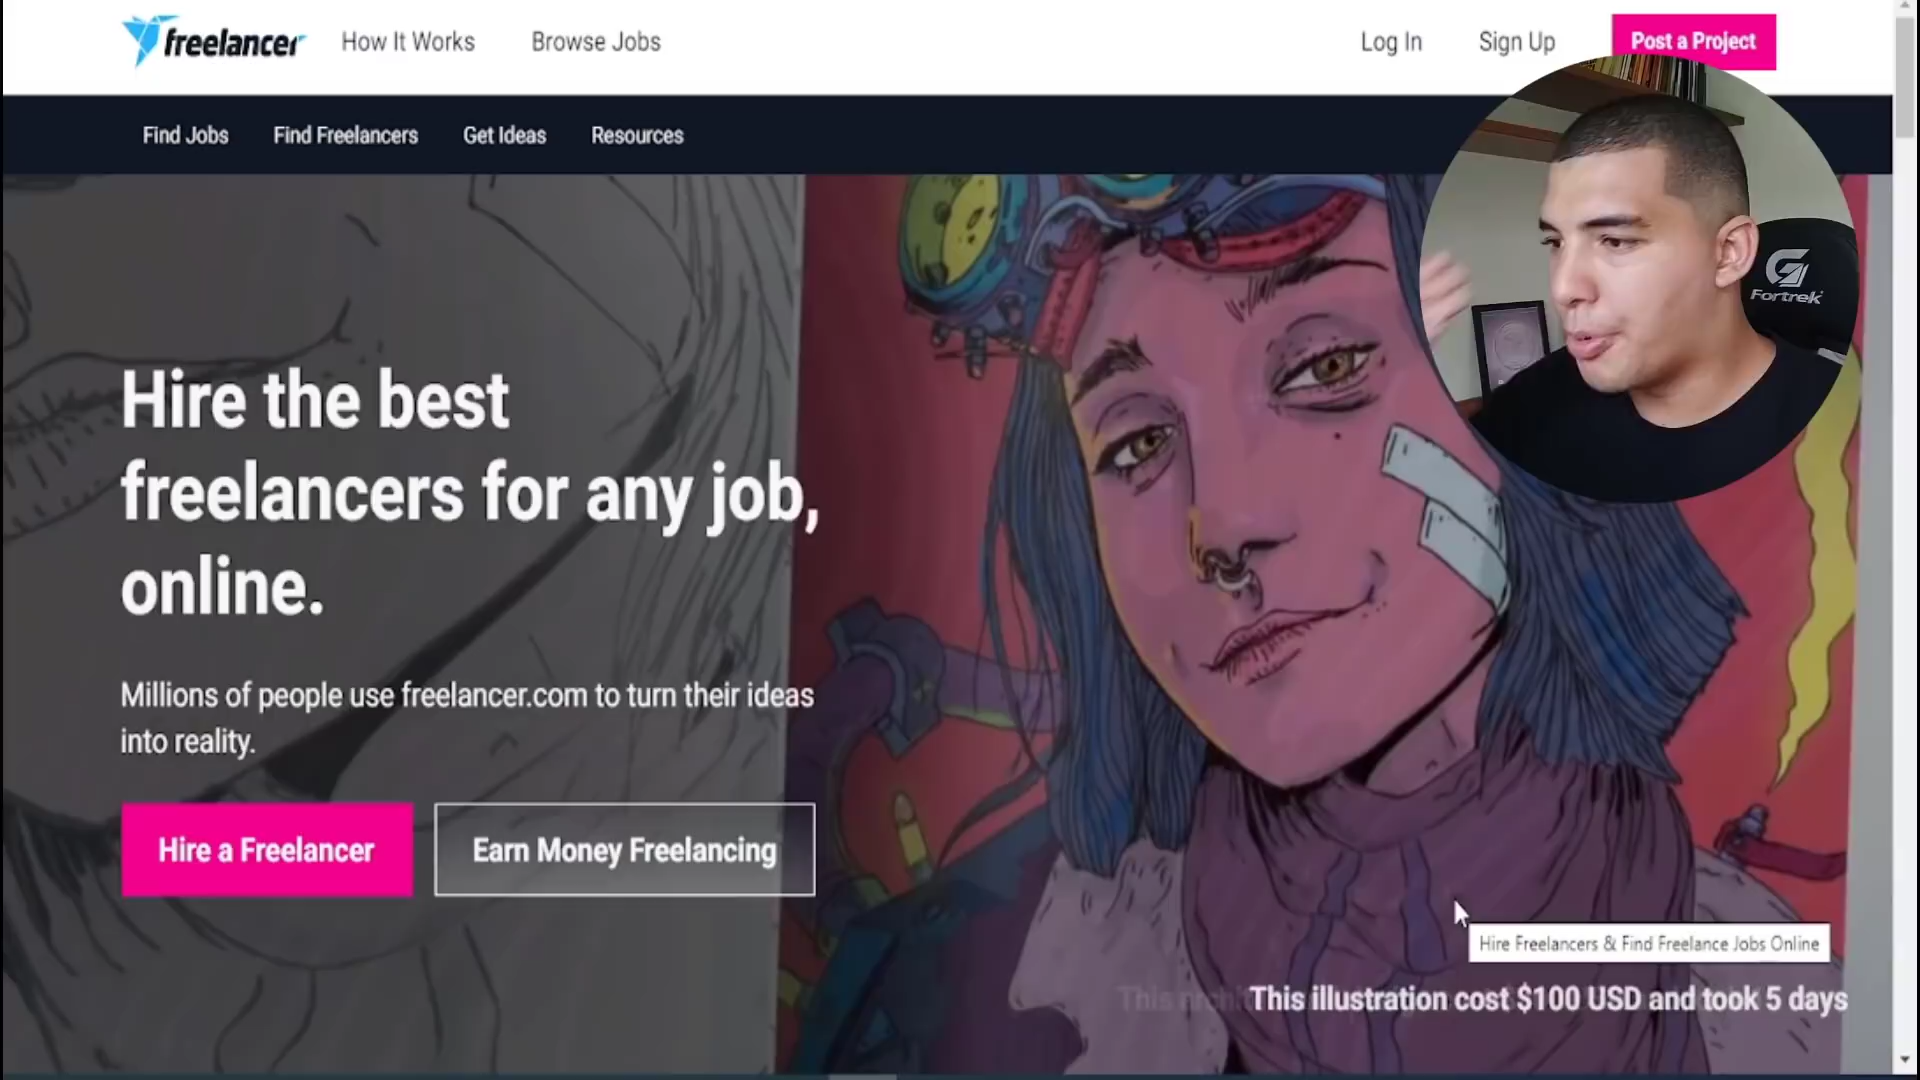 freelancer
How It Works
Browse Jobs
Log In
Sign Up
Post a Project
Find Jobs
Find Freelancers
Get Ideas
Resources
Fortrek
Hire the best
freelancers for any job,
online.
Millions of people use freelancer.com to turn their ideas
into reality.
Hire a Freelancer
Earn Money Freelancing
Hire Freelancers & Find Freelance Jobs Online
This illustration cost $100 USD and took 5 days